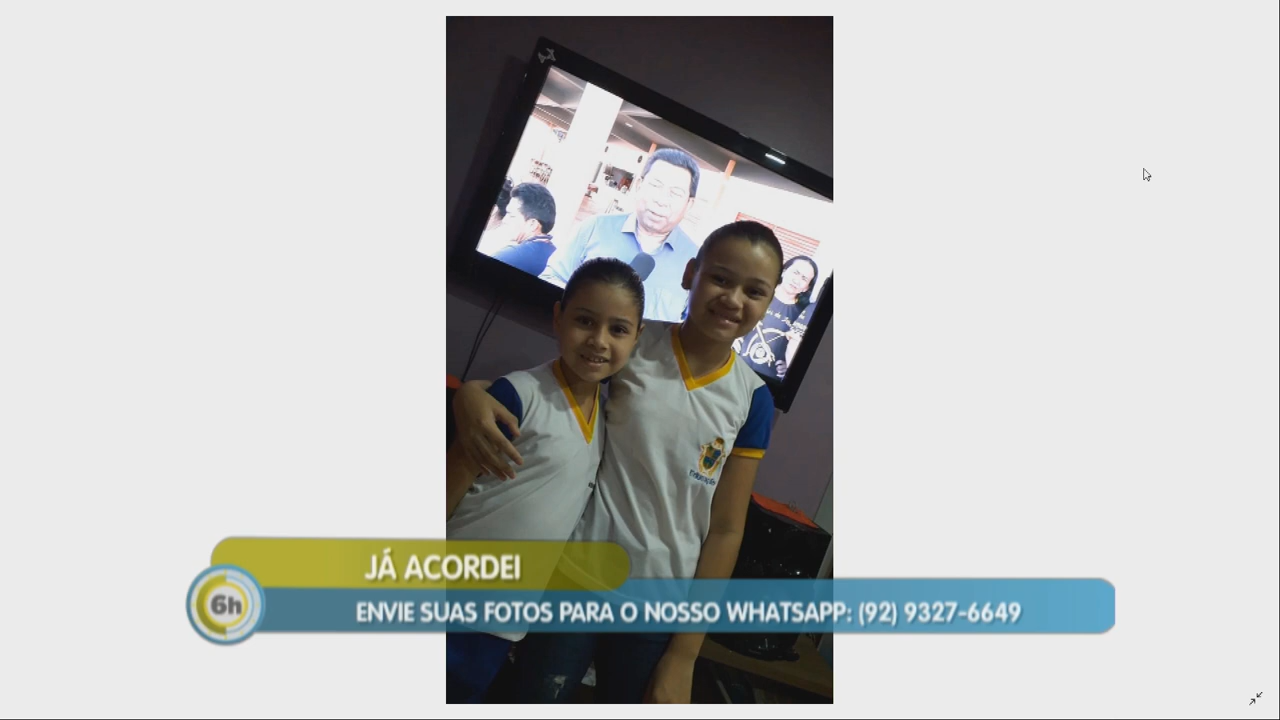 JÁ ACORDEI
6h
ENVIE SUAS FOTOS PARA O NOSSO WHATSAPP: (92) 9327-6649